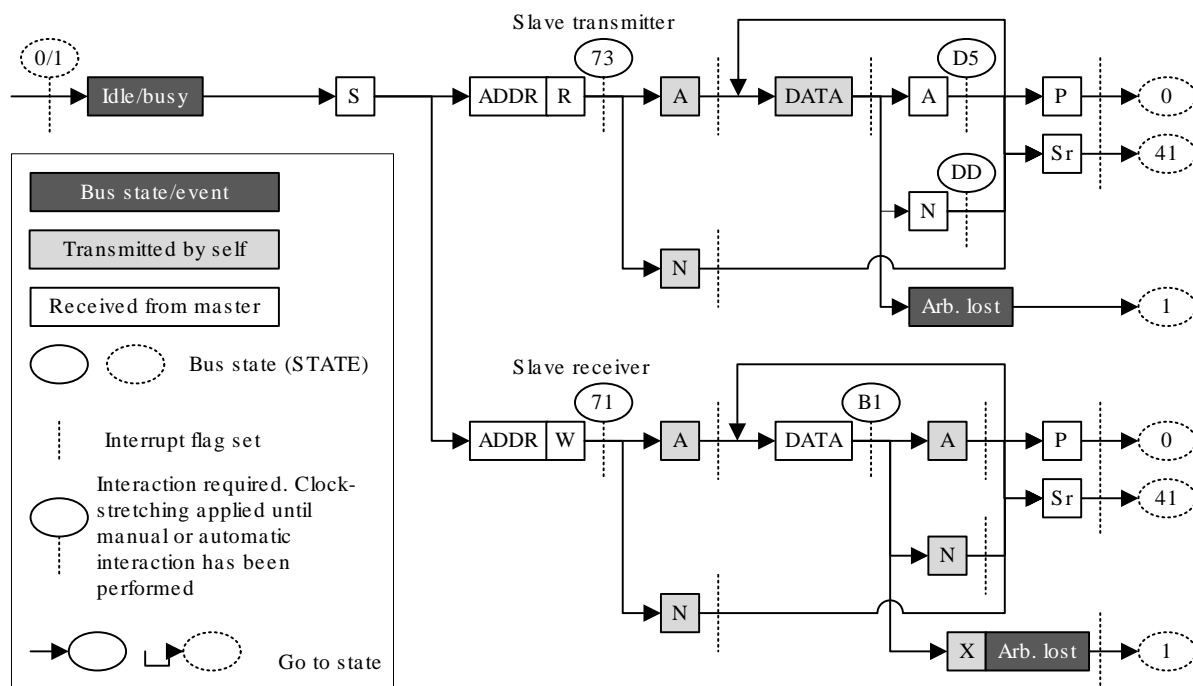 Slave transmitter
0/1
73
D5
Idle/busy
S
ADDR R
A
DATA
A
P
0
Sr
41
DD
N
N
Arb. lost
1
Bus state/event
Transmitted by self
Received from master
Bus state (STATE)
Interrupt flag set
Interaction required. Clock-
stretching applied until
manual or automatic
interaction has been
performed
Go to state
Slave receiver
71
B1
ADDR W
A
DATA
A
P
0
Sr
41
N
N
X Arb. lost
1